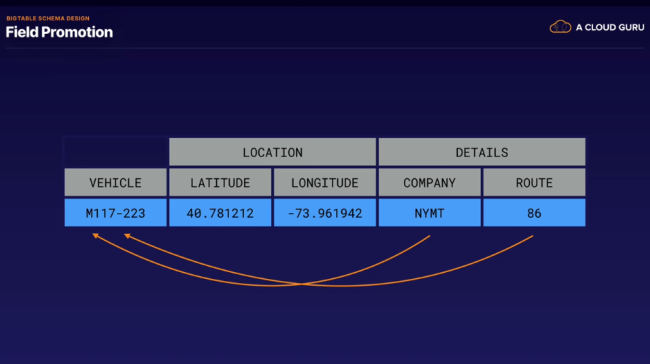 BIGTABLE SCHEMA DESIGN
Field Promotion
A CLOUD GURU
LOCATION DETAILS
VEHICLE LATITUDE LONGITUDE COMPANY ROUTE
M117-223 40.781212 -73.961942 NYMT 86